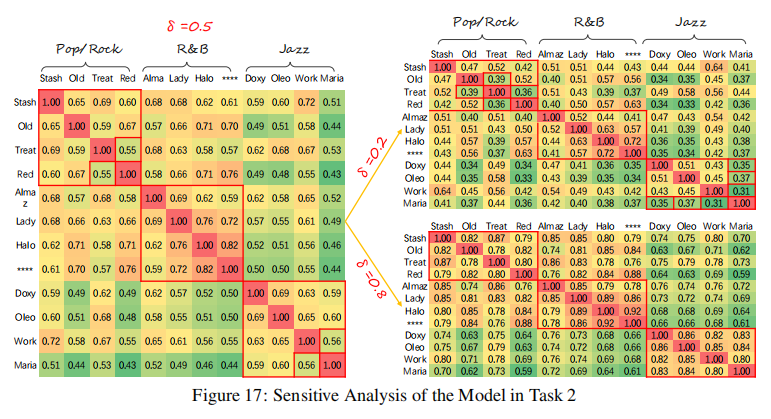 δ =0.5
Pop/Rock R&B Jazz
Stash Old Treat Red Alma Lady Halo **** Doxy Oleo Work Maria
Stash 1.00 0.65 0.69 0.60 0.68 0.68 0.62 0.61 0.59 0.60 0.72 0.51
Old 0.65 1.00 0.59 0.67 0.57 0.66 0.71 0.70 0.49 0.51 0.58 0.44
Treat 0.69 0.59 1.00 0.55 0.68 0.66 0.58 0.57 0.62 0.68 0.67 0.53
Red 0.60 0.67 0.55 1.00 0.58 0.63 0.71 0.76 0.49 0.48 0.55 0.43
Alma
z 0.68 0.57 0.68 0.58 1.00 0.69 0.62 0.59 0.62 0.58 0.65 0.52
Lady 0.68 0.66 0.66 0.63 0.69 1.00 0.76 0.72 0.57 0.55 0.61 0.49
Halo 0.62 0.71 0.58 0.71 0.62 0.76 1.00 0.82 0.52 0.51 0.56 0.46
**** 0.61 0.70 0.57 0.76 0.59 0.72 0.82 1.00 0.50 0.50 0.55 0.44
Doxy 0.59 0.49 0.62 0.49 0.62 0.57 0.52 0.50 1.00 0.69 0.63 0.59
Oleo 0.60 0.51 0.68 0.48 0.58 0.55 0.51 0.50 0.69 1.00 0.65 0.60
Work 0.72 0.58 0.67 0.55 0.65 0.61 0.56 0.55 0.63 0.65 1.00 0.56
Maria 0.51 0.44 0.53 0.43 0.52 0.49 0.46 0.44 0.59 0.60 0.56 1.00
δ=0.2
Pop/Rock R&B Jazz
Stash Old Treat Red Almaz Lady Halo **** Doxy Oleo Work Maria
Stash 1.00 0.47 0.52 0.42 0.51 0.51 0.44 0.43 0.44 0.44 0.64 0.41
Old 0.47 1.00 0.39 0.52 0.40 0.51 0.57 0.56 0.34 0.35 0.45 0.37
Treat 0.52 0.39 1.00 0.36 0.51 0.49 0.38 0.37 0.49 0.57 0.56 0.41
Red 0.42 0.52 0.36 1.00 0.40 0.46 0.57 0.63 0.34 0.33 0.42 0.36
Almaz 0.51 0.40 0.51 0.40 1.00 0.52 0.44 0.41 0.47 0.41 0.54 0.41
Lady 0.51 0.51 0.49 0.46 0.52 1.00 0.63 0.57 0.41 0.39 0.49 0.40
Halo 0.44 0.57 0.38 0.57 0.44 0.63 1.00 0.72 0.36 0.35 0.43 0.38
**** 0.43 0.56 0.37 0.63 0.41 0.57 0.72 1.00 0.35 0.34 0.42 0.37
Doxy 0.44 0.34 0.49 0.34 0.47 0.41 0.36 0.35 1.00 0.51 0.43 0.35
Oleo 0.44 0.35 0.57 0.33 0.41 0.39 0.35 0.34 0.51 1.00 0.45 0.37
Work 0.64 0.45 0.56 0.42 0.54 0.49 0.43 0.42 0.43 0.45 1.00 0.31
Maria 0.41 0.37 0.41 0.36 0.41 0.40 0.38 0.37 0.35 0.37 0.31 1.00
δ=0.8
Stash Old Treat Red Almaz Lady Halo **** Doxy Oleo Work Maria
Stash 1.00 0.82 0.87 0.79 0.85 0.85 0.80 0.79 0.74 0.75 0.80 0.70
Old 0.82 1.00 0.78 0.82 0.74 0.81 0.85 0.84 0.63 0.67 0.71 0.62
Treat 0.87 0.78 1.00 0.80 0.86 0.83 0.78 0.76 0.75 0.79 0.78 0.73
Red 0.79 0.82 0.80 1.00 0.76 0.79 0.84 0.88 0.64 0.63 0.69 0.59
Almaz 0.85 0.74 0.86 0.76 1.00 0.85 0.79 0.78 0.76 0.74 0.76 0.70
Lady 0.85 0.81 0.83 0.79 0.85 1.00 0.89 0.86 0.73 0.72 0.74 0.69
Halo 0.80 0.85 0.78 0.84 0.79 0.89 1.00 0.92 0.68 0.68 0.69 0.64
**** 0.79 0.84 0.76 0.88 0.78 0.86 0.92 1.00 0.66 0.66 0.68 0.61
Doxy 0.74 0.63 0.75 0.64 0.76 0.73 0.68 0.66 1.00 0.86 0.82 0.83
Oleo 0.75 0.67 0.79 0.63 0.74 0.72 0.68 0.66 0.86 1.00 0.85 0.84
Work 0.80 0.71 0.78 0.69 0.76 0.74 0.69 0.68 0.82 0.85 1.00 0.80
Maria 0.70 0.62 0.73 0.59 0.70 0.69 0.64 0.61 0.83 0.84 0.80 1.00
Figure 17: Sensitive Analysis of the Model in Task 2